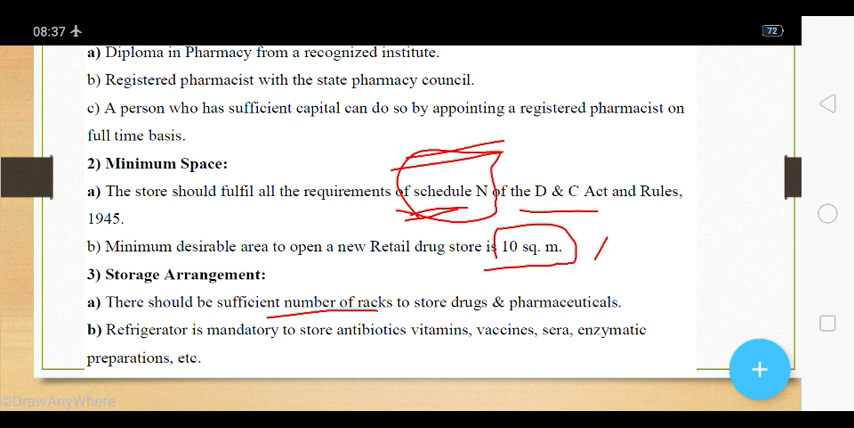 08:37
72
a) Diploma in Pharmacy from a recognized institute.
b) Registered pharmacist with the state pharmacy council.
c) A person who has sufficient capital can do so by appointing a registered pharmacist on
full time basis.
2) Minimum Space:
a) The store should fulfil all the requirements of schedule N of the D & C Act and Rules,
1945.
b) Minimum desirable area to open a new Retail drug store is 10 sq. m.
3) Storage Arrangement:
a) There should be sufficient number of racks to store drugs & pharmaceuticals.
b) Refrigerator is mandatory to store antibiotics vitamins, vaccines, sera, enzymatic
preparations, etc.
©DrawAnyWhere